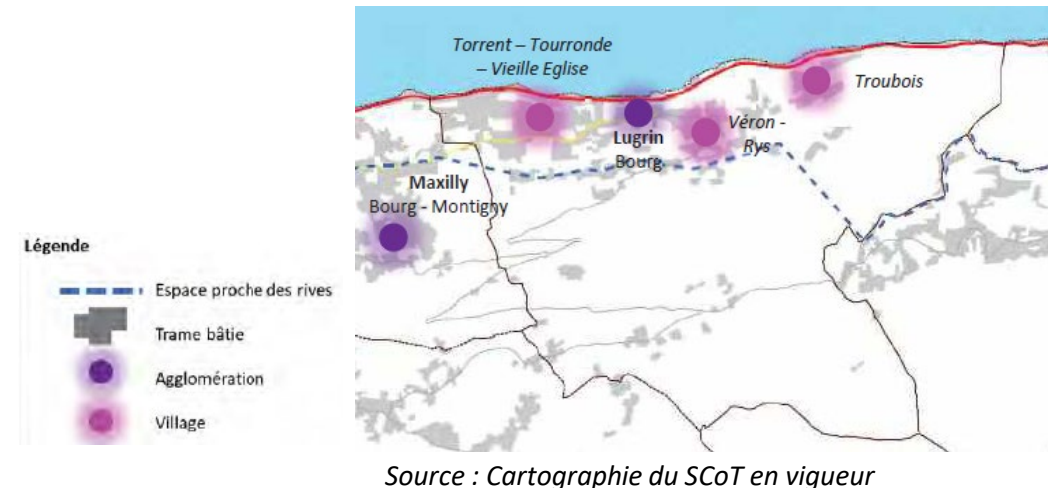 Torrent – Tourronde
– Vieille Eglise
Troubois
Lugrin
Bourg
Véron -
Rys
Maxilly
Bourg - Montigny
Légende
Espace proche des rives
Trame bâtie
Agglomération
Village
Source : Cartographie du SCoT en vigueur